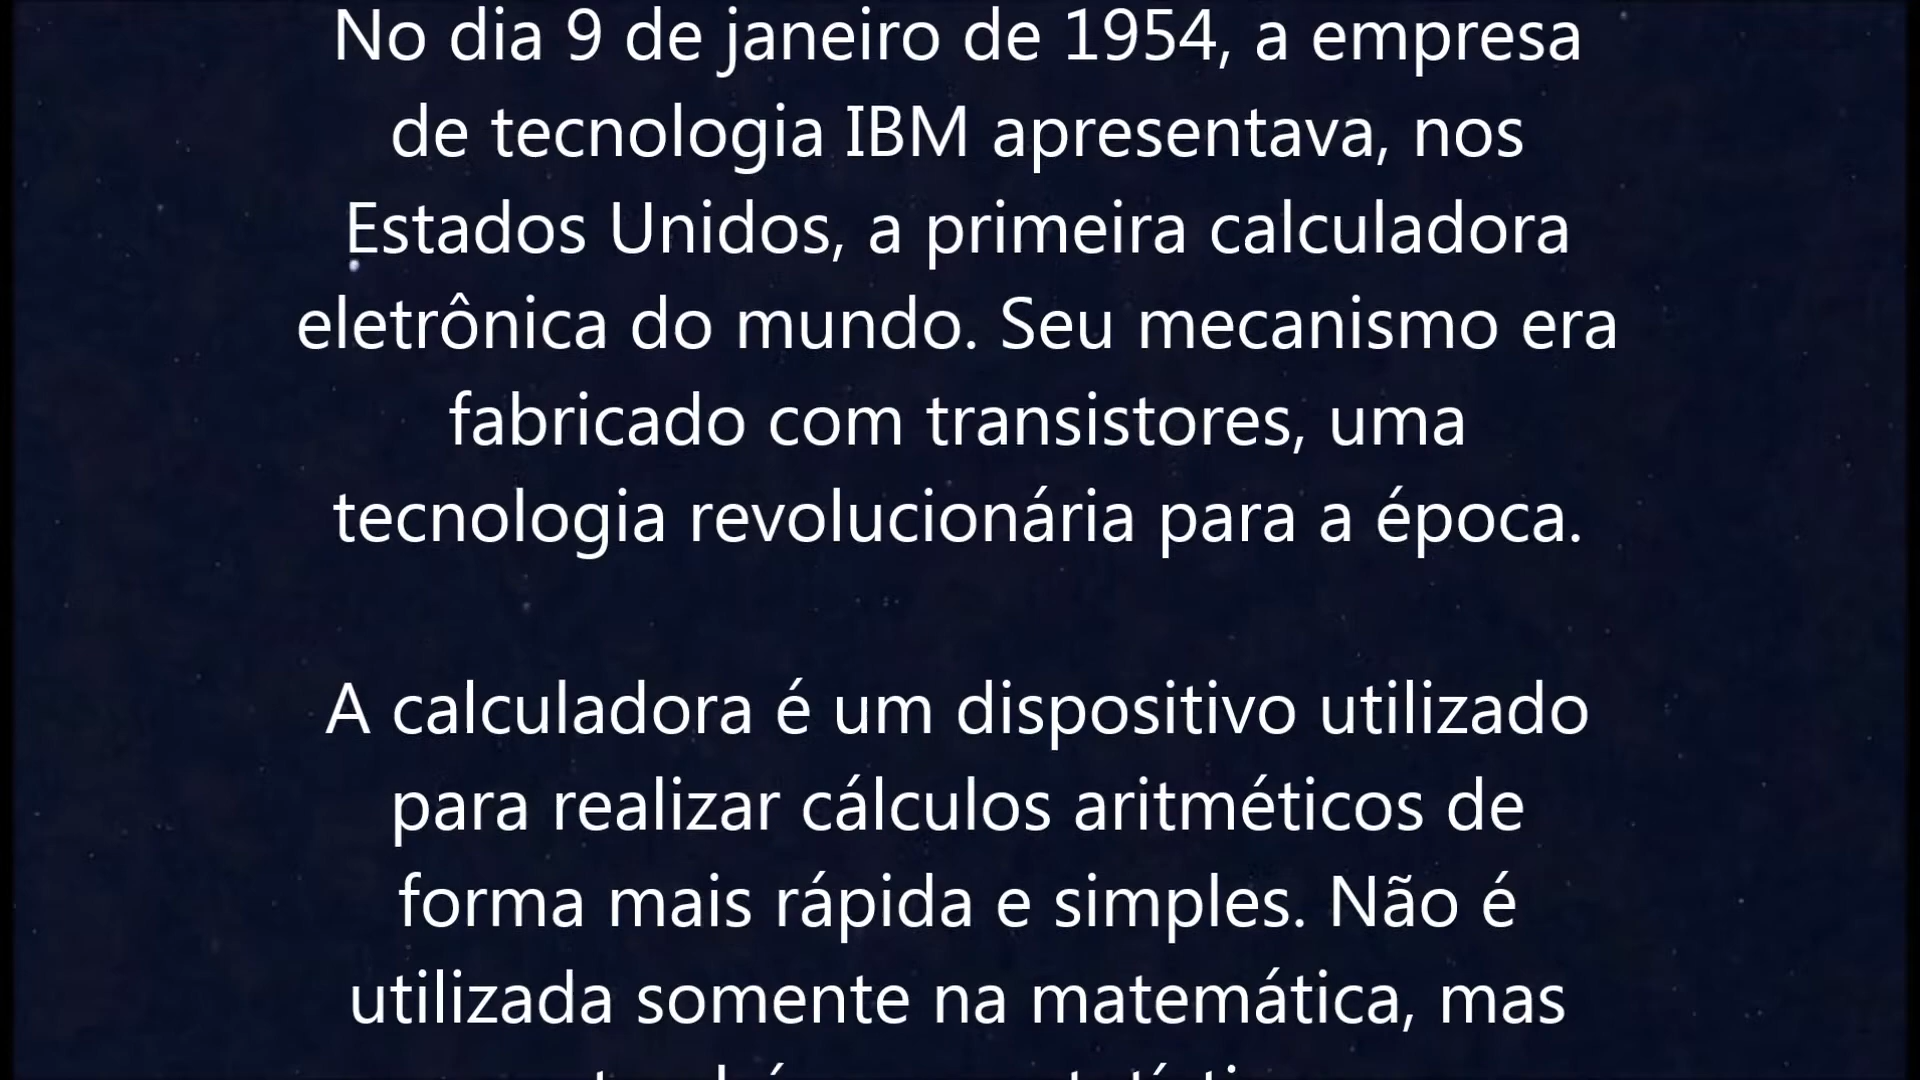 No dia 9 de janeiro de 1954, a empresa
de tecnologia IBM apresentava, nos
Estados Unidos, a primeira calculadora
eletrônica do mundo. Seu mecanismo era
fabricado com transistores, uma
tecnologia revolucionária para a época.
A calculadora é um dispositivo utilizado
para realizar cálculos aritméticos de
forma mais rápida e simples. Não é
utilizada somente na matemática, mas